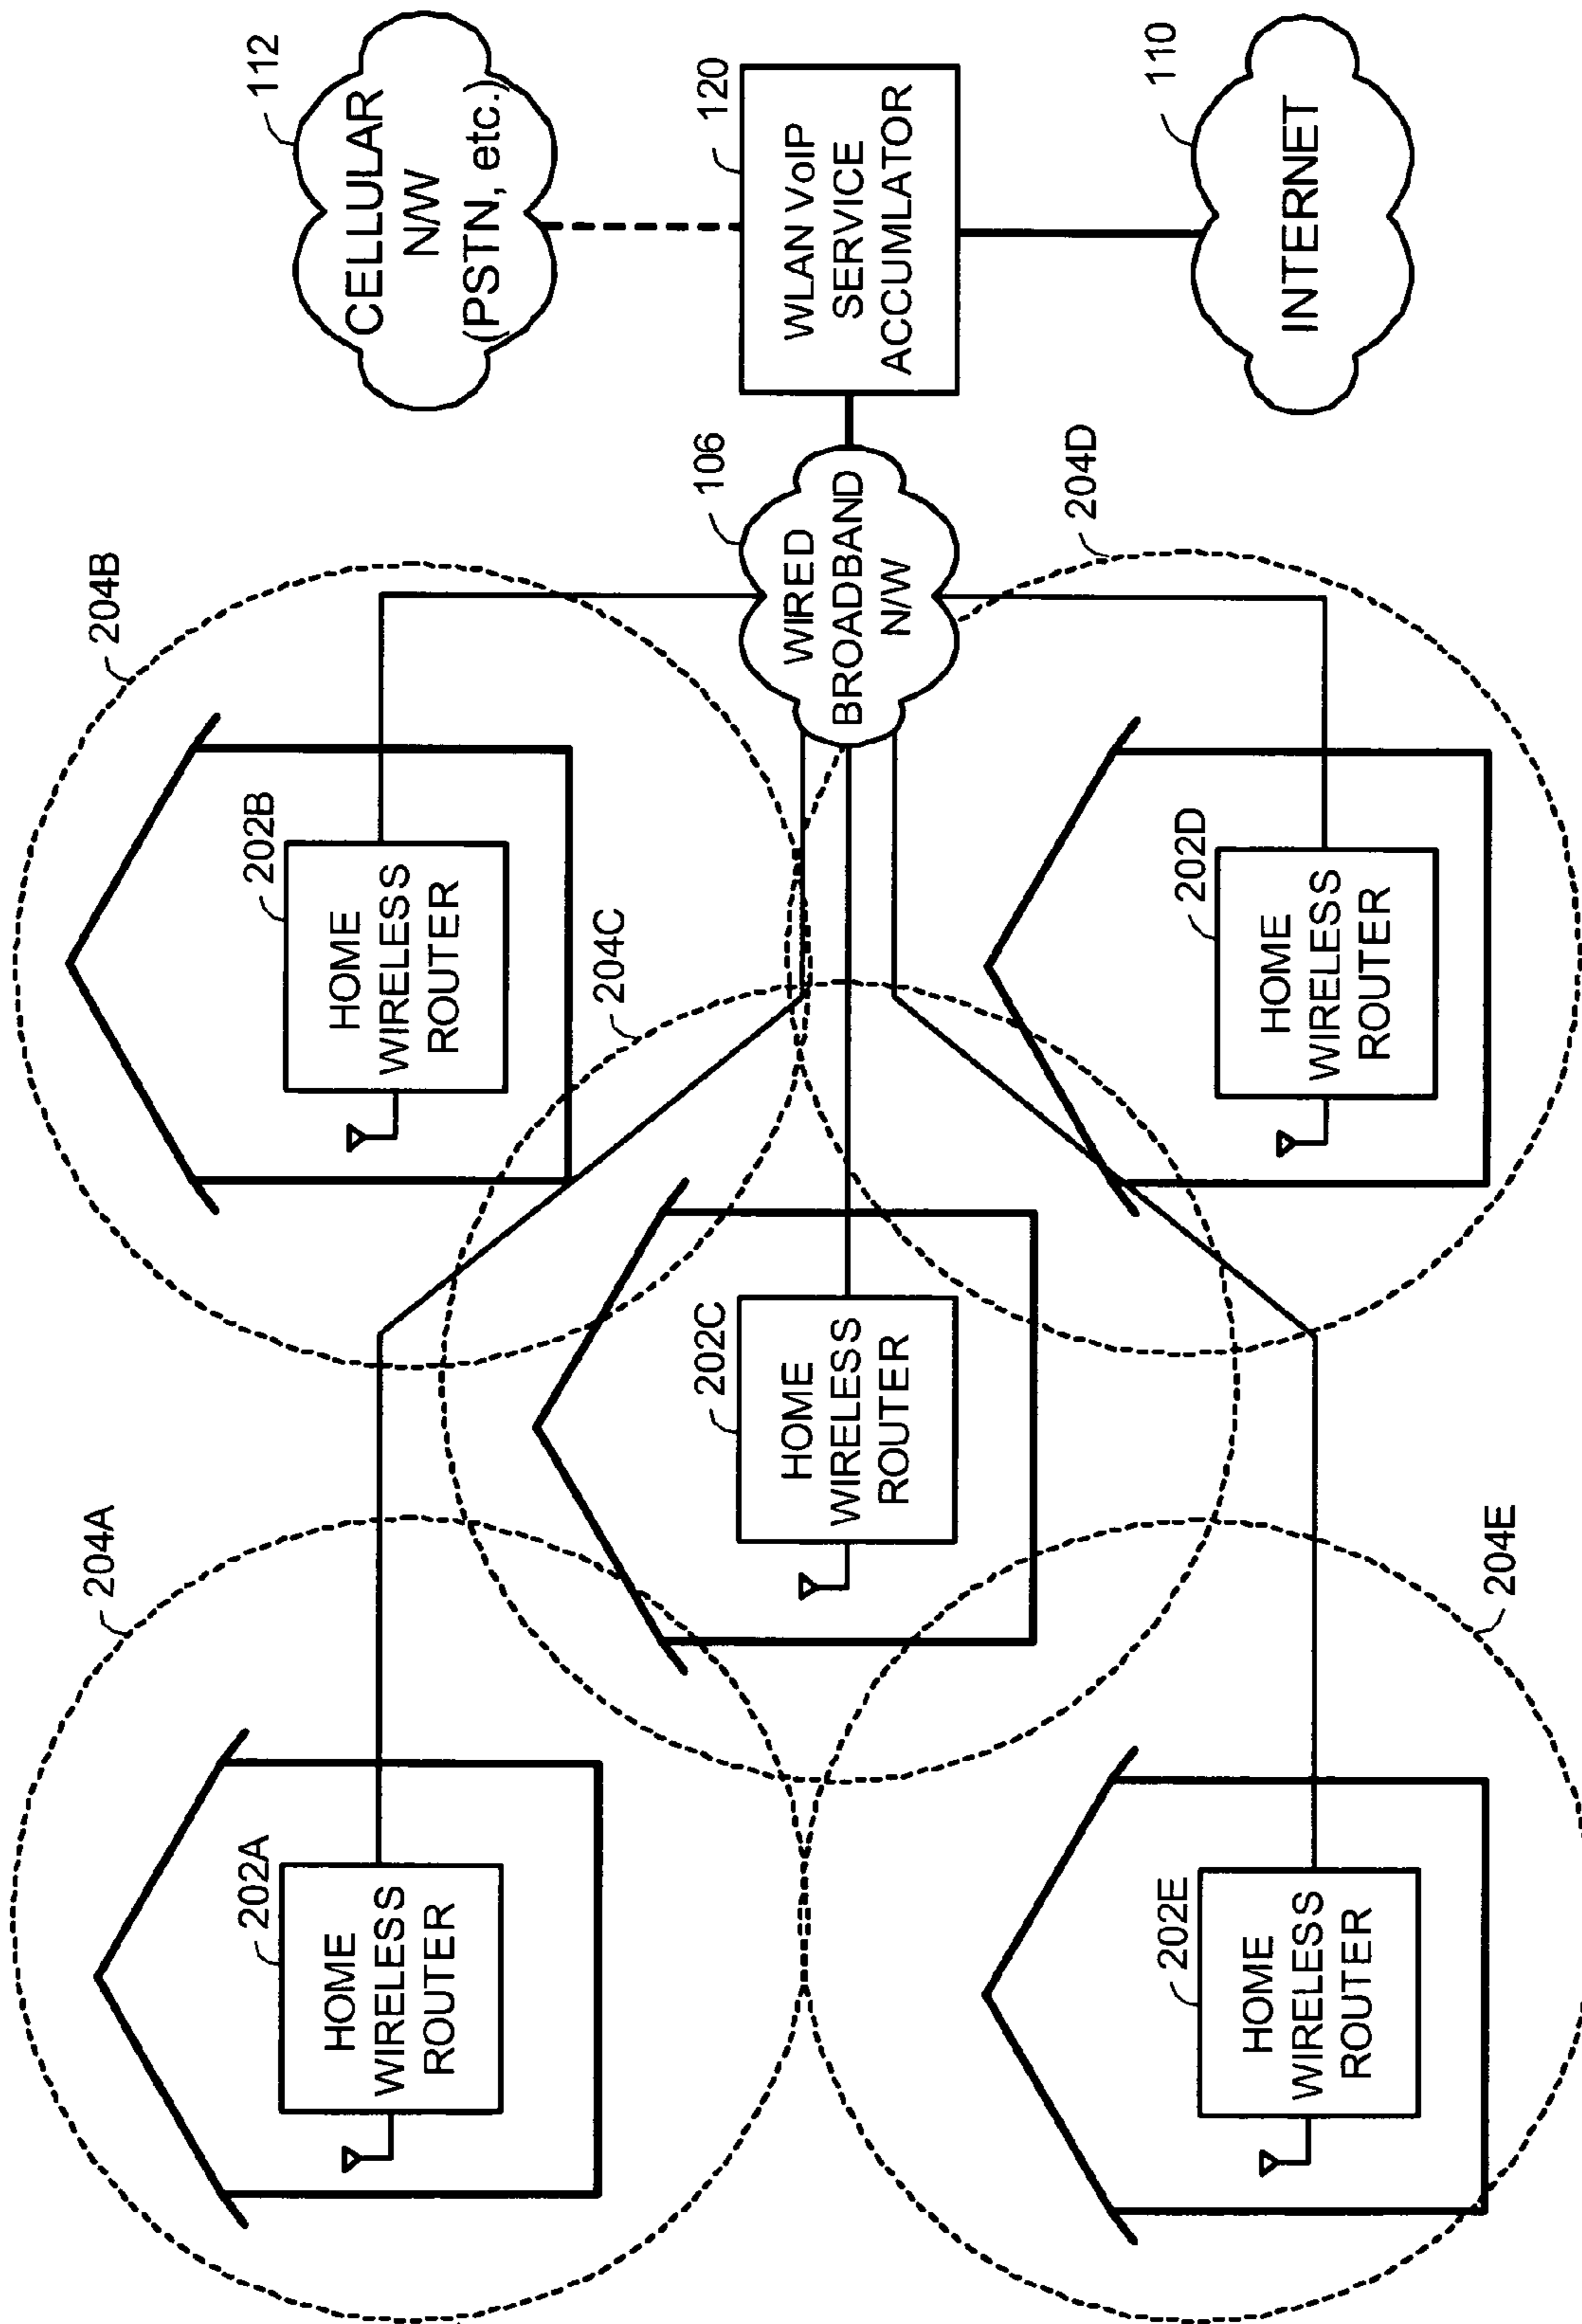 204A
202A
HOME
WIRELESS
ROUTER
204B
202B
HOME
WIRELESS
ROUTER
204C
202C
HOME
WIRELESS
ROUTER
204D
202D
HOME
WIRELESS
ROUTER
204E
202E
HOME
WIRELESS
ROUTER
106
WIRED
BROADBAND
N/W
112
CELLULAR
N/W
(PSTN, etc.)
120
WLAN VoIP
SERVICE
ACCUMLATOR
110
INTERNET